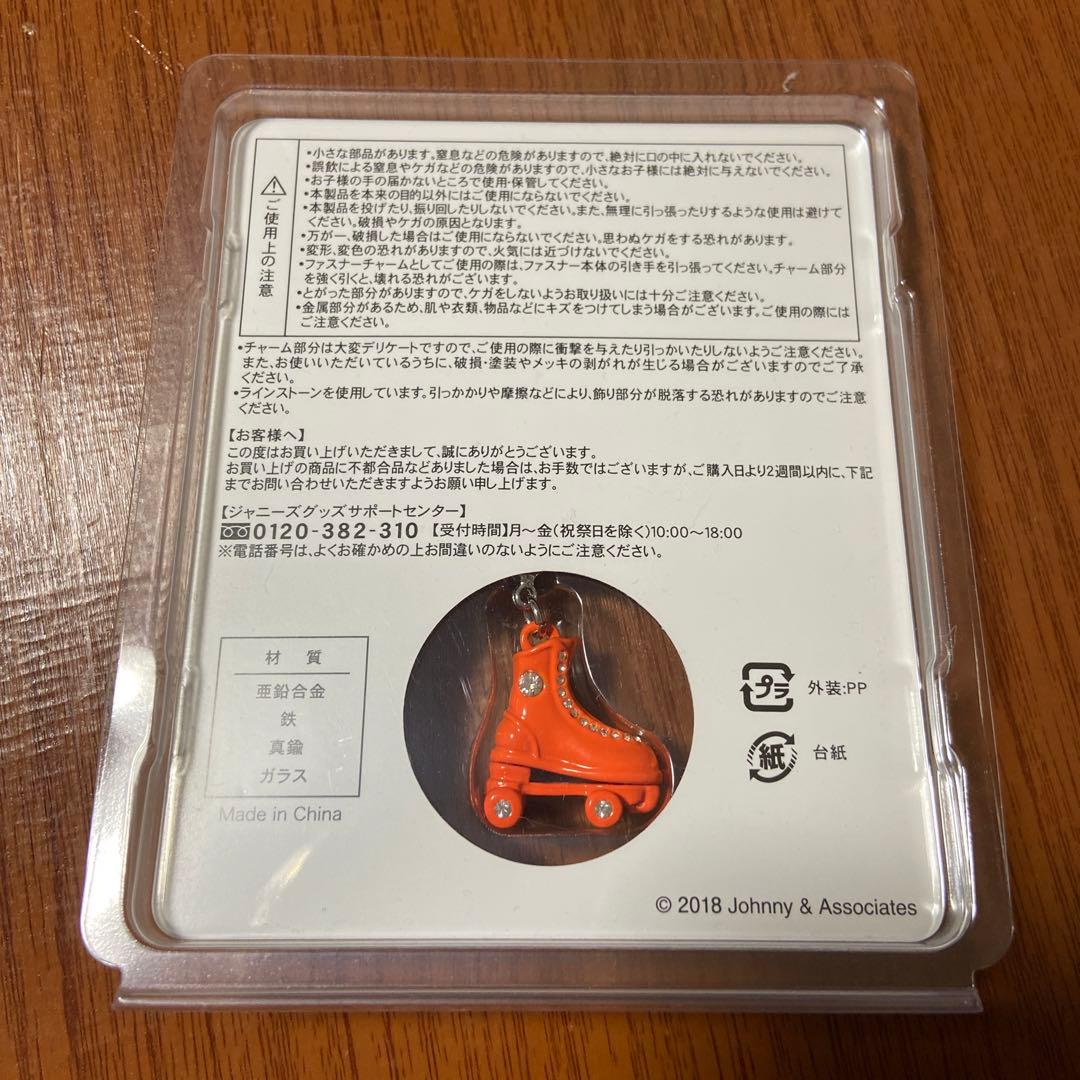 ご使用上の注意
•小さな部品があります。窒息などの危険がありますので、絶対に口の中に入れないでください。
•誤飲による窒息やケガなどの危険がありますので、小さなお子様には絶対に与えないでください。
•お子様の手の届かないところで使用・保管してください。
•本製品を本来の目的以外にはご使用にならないでください。
•本製品を投げたり、振り回したりしないでください。また、無理に引っ張ったりするような使用は避けて
ください。破損やケガの原因となります。
•万が一、破損した場合はご使用にならないでください。思わぬケガをする恐れがあります。
•変形、変色の恐れがありますので、火気には近づけないでください。
•ファスナーチャームとしてご使用の際は、ファスナー本体の引き手を引っ張ってください。チャーム部分
を強く引くと、壊れる恐れがございます。
•とがった部分がありますので、ケガをしないようお取り扱いには十分ご注意ください。
•金属部分があるため、肌や衣類、物品などにキズをつけてしまう場合がございます。ご使用の際には
ご注意ください。
•チャーム部分は大変デリケートですので、ご使用の際に衝撃を与えたり引っかいたりしないようご注意ください。
また、お使いいただいているうちに、破損・塗装やメッキの剥がれが生じる場合がございますのでご了承
ください。
•ラインストーンを使用しています。引っかかりや摩擦などにより、飾り部分が脱落する恐れがありますのでご注意
ください。
【お客様へ】
この度はお買い上げいただきまして、誠にありがとうございます。
お買い上げの商品に不都合品などありました場合は、お手数ではございますが、ご購入日より2週間以内に、下記
までお問い合わせいただきますようお願い申し上げます。
【ジャニーズグッズサポートセンター】
0120-382-310 【受付時間】月〜金(祝祭日を除く)10:00〜18:00
※電話番号は、よくお確かめの上お間違いのないようにご注意ください。
材 質
亜鉛合金
鉄
真鍮
ガラス
Made in China
プラ 外装:PP
紙 台紙
© 2018 Johnny & Associates